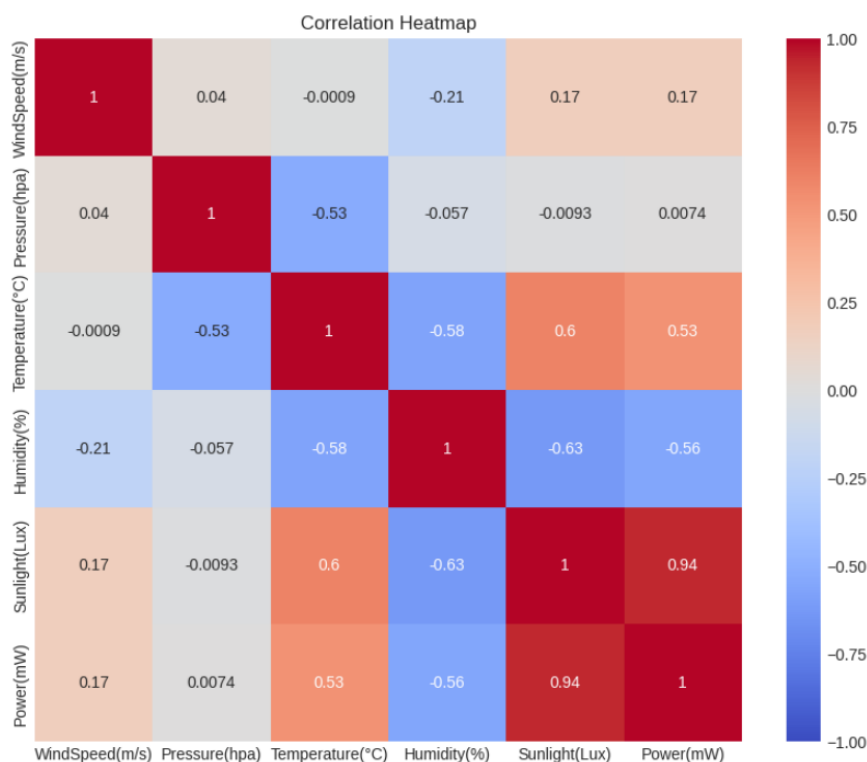 Correlation Heatmap
WindSpeed(m/s)
1 0.04 -0.0009 -0.21 0.17 0.17
Pressure(hpa)
0.04 1 -0.53 -0.057 -0.0093 0.0074
Temperature(°C)
-0.0009 -0.53 1 -0.58 0.6 0.53
Humidity(%)
-0.21 -0.057 -0.58 1 -0.63 -0.56
Sunlight(Lux)
0.17 -0.0093 0.6 -0.63 1 0.94
Power(mW)
0.17 0.0074 0.53 -0.56 0.94 1
WindSpeed(m/s) Pressure(hpa) Temperature(°C) Humidity(%) Sunlight(Lux) Power(mW)
1.00
0.75
0.50
0.25
0.00
−0.25
−0.50
−0.75
−1.00